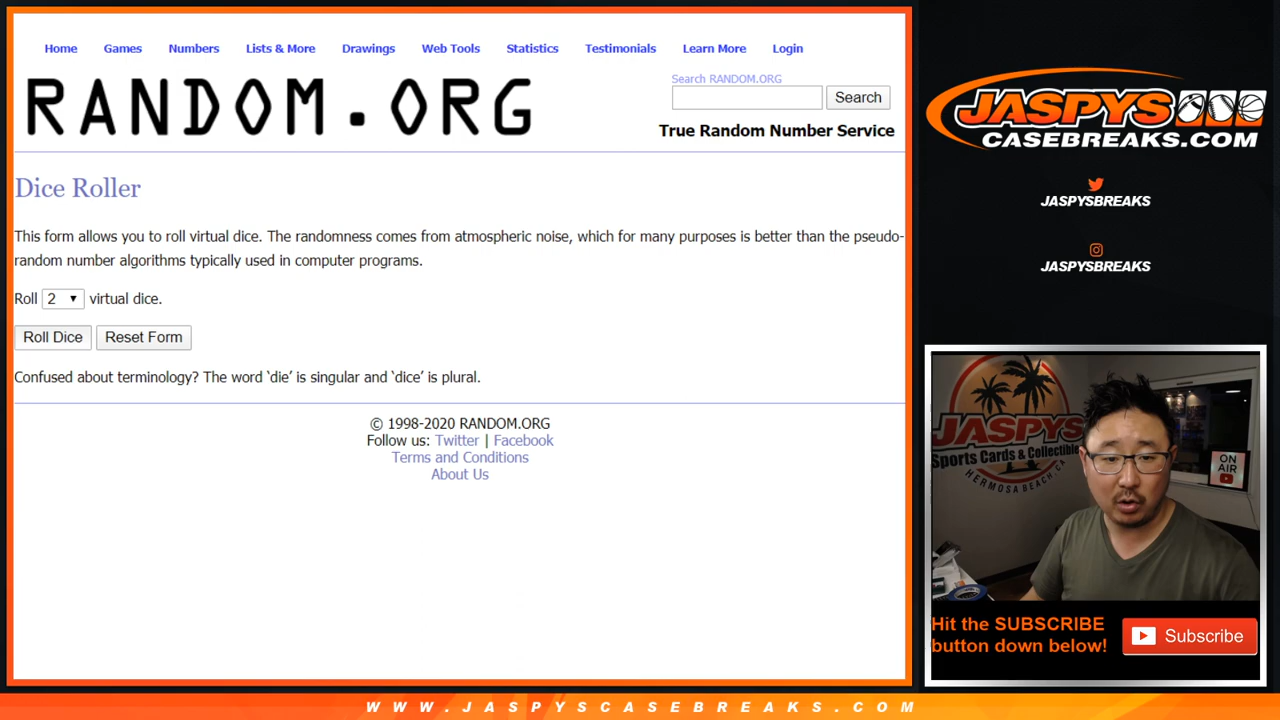 Home Games Numbers Lists & More Drawings Web Tools Statistics Testimonials Learn More Login
RANDOM.ORG
Search RANDOM.ORG
Search
True Random Number Service
Dice Roller
This form allows you to roll virtual dice. The randomness comes from atmospheric noise, which for many purposes is better than the pseudo-
random number algorithms typically used in computer programs.
Roll 2 virtual dice.
Roll Dice Reset Form
Confused about terminology? The word ‘die’ is singular and ‘dice’ is plural.
© 1998-2020 RANDOM.ORG
Follow us: Twitter | Facebook
Terms and Conditions
About Us
JASPYS
CASEBREAKS.COM
JASPYSBREAKS
JASPYSBREAKS
JASPYS
Sports Cards & Collectible
HERMOSA BEACH, CA
ON
AIR
Hit the SUBSCRIBE
button down below!
Subscribe
WWW.JASPYSCASEBREAKS.COM